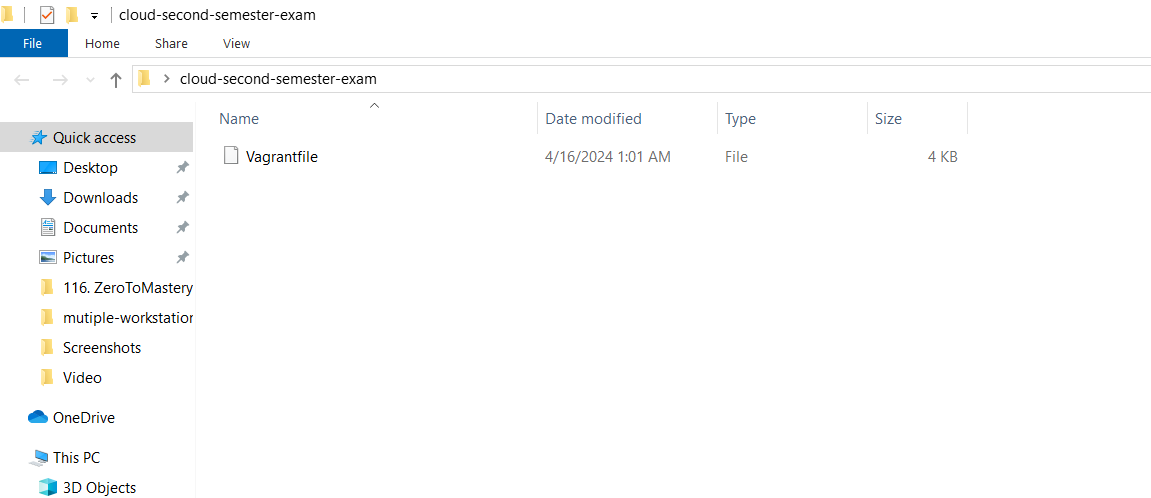 cloud-second-semester-exam
File Home Share View
cloud-second-semester-exam
Name Date modified Type Size
Quick access
Vagrantfile 4/16/2024 1:01 AM File 4 KB
Desktop
Downloads
Documents
Pictures
116. ZeroToMastery
mutiple-workstation
Screenshots
Video
OneDrive
This PC
3D Objects